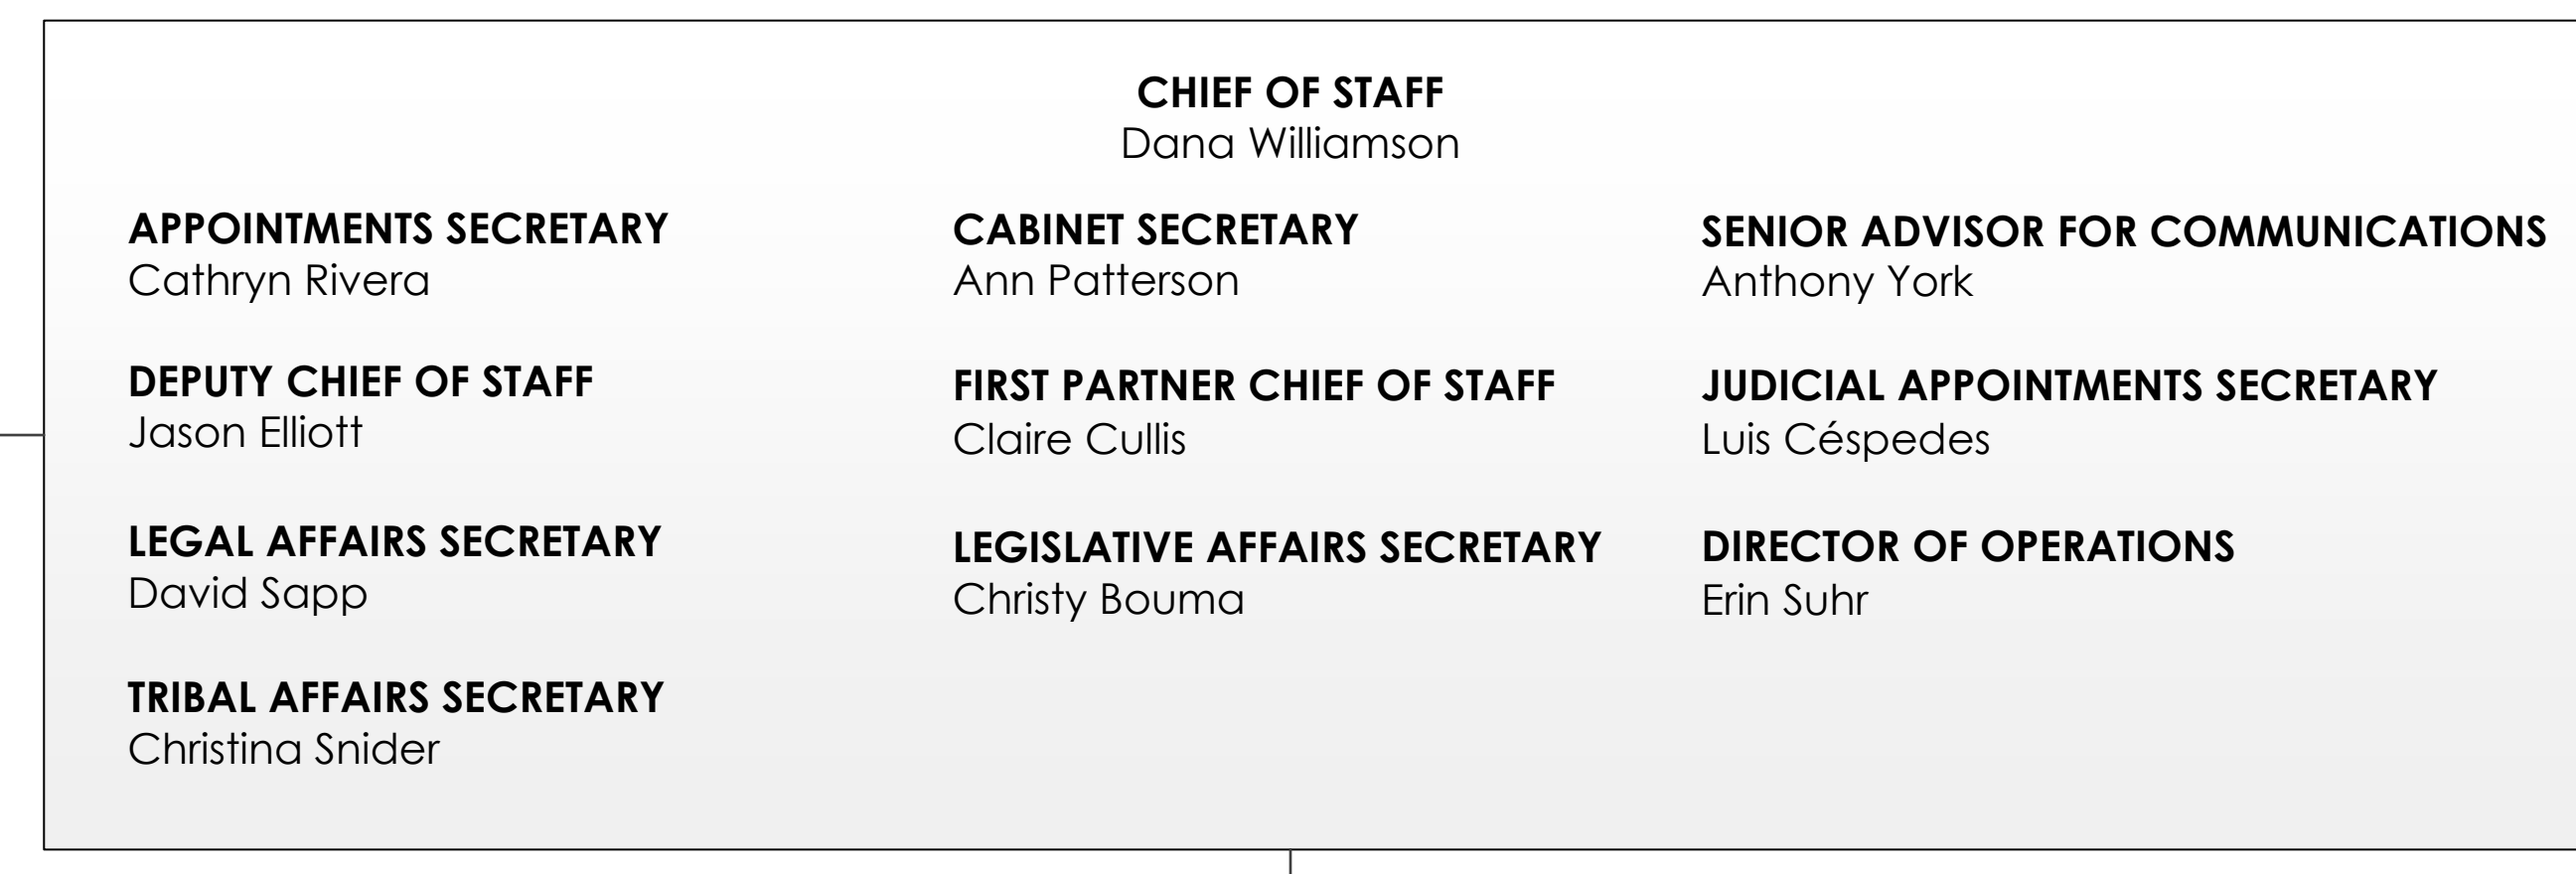 CHIEF OF STAFF
Dana Williamson
APPOINTMENTS SECRETARY
Cathryn Rivera
CABINET SECRETARY
Ann Patterson
SENIOR ADVISOR FOR COMMUNICATIONS
Anthony York
DEPUTY CHIEF OF STAFF
Jason Elliott
FIRST PARTNER CHIEF OF STAFF
Claire Cullis
JUDICIAL APPOINTMENTS SECRETARY
Luis Céspedes
LEGAL AFFAIRS SECRETARY
David Sapp
LEGISLATIVE AFFAIRS SECRETARY
Christy Bouma
DIRECTOR OF OPERATIONS
Erin Suhr
TRIBAL AFFAIRS SECRETARY
Christina Snider